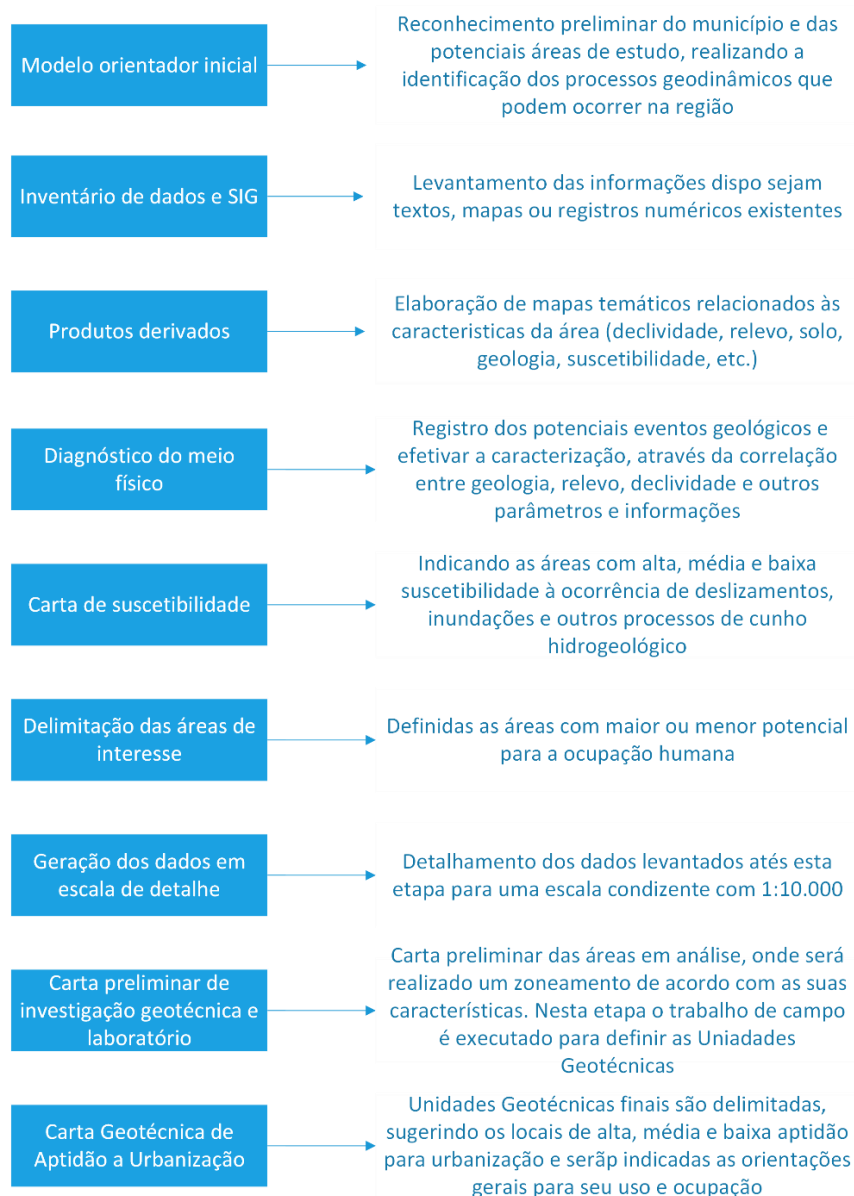 Modelo orientador inicial
Reconhecimento preliminar do município e das
potenciais áreas de estudo, realizando a
identificação dos processos geodinâmicos que
podem ocorrer na região
Inventário de dados e SIG
Levantamento das informações dispo sejam
textos, mapas ou registros numéricos existentes
Produtos derivados
Elaboração de mapas temáticos relacionados às
caracteristicas da área (declividade, relevo, solo,
geologia, suscetibilidade, etc.)
Diagnóstico do meio
físico
Registro dos potenciais eventos geológicos e
efetivar a caracterização, através da correlação
entre geologia, relevo, declividade e outros
parâmetros e informações
Carta de suscetibilidade
Indicando as áreas com alta, média e baixa
suscetibilidade à ocorrência de deslizamentos,
inundações e outros processos de cunho
hidrogeológico
Delimitação das áreas de
interesse
Definidas as áreas com maior ou menor potencial
para a ocupação humana
Geração dos dados em
escala de detalhe
Detalhamento dos dados levantados até esta
etapa para uma escala condizente com 1:10.000
Carta preliminar de
investigação geotécnica e
laboratório
Carta preliminar das áreas em análise, onde será
realizado um zoneamento de acordo com as suas
características. Nesta etapa o trabalho de campo
é executado para definir as Uniadades
Geotécnicas
Carta Geotécnica de
Aptidão a Urbanização
Unidades Geotécnicas finais são delimitadas,
sugerindo os locais de alta, média e baixa aptidão
para urbanização e serãp indicadas as orientações
gerais para seu uso e ocupação